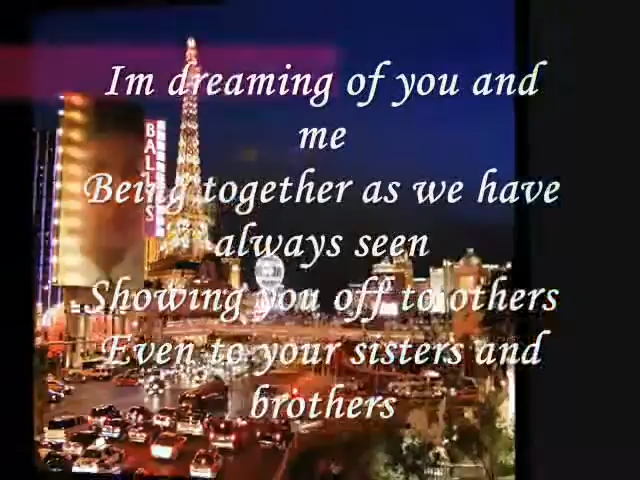 Im dreaming of you and
me
Being together as we have
always seen
Showing you off to others
Even to your sisters and
brothers
BALLYS